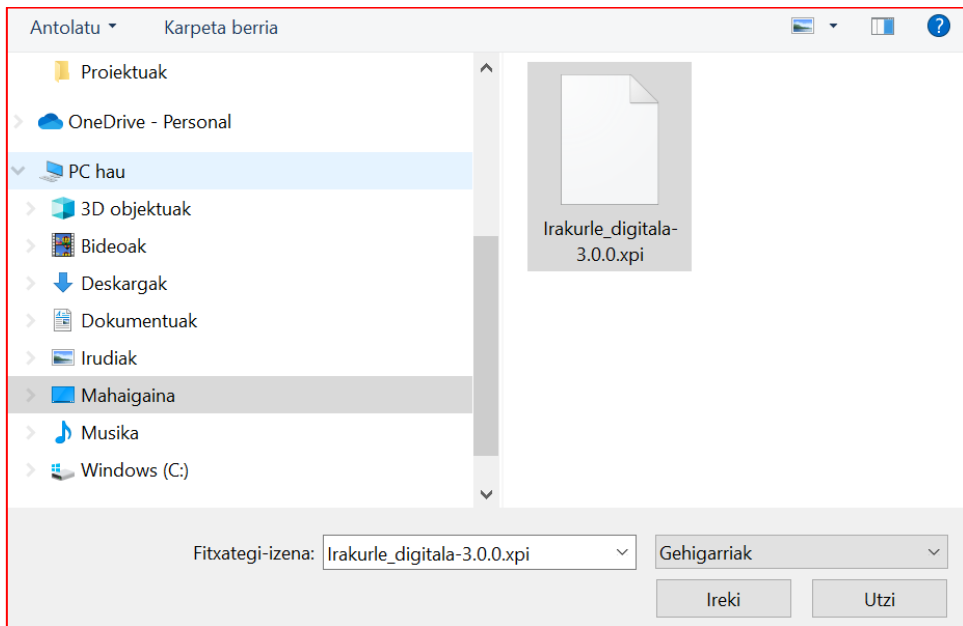 Antolatu
Karpeta berria
?
Proiektuak
OneDrive - Personal
PC hau
3D objektuak
Bideoak
Deskargak
Dokumentuak
Irudiak
Mahaigaina
Musika
Windows (C:)
Irakurle_digitala-
3.0.0.xpi
Fitxategi-izena:
Irakurle_digitala-3.0.0.xpi
Gehigarriak
Ireki
Utzi